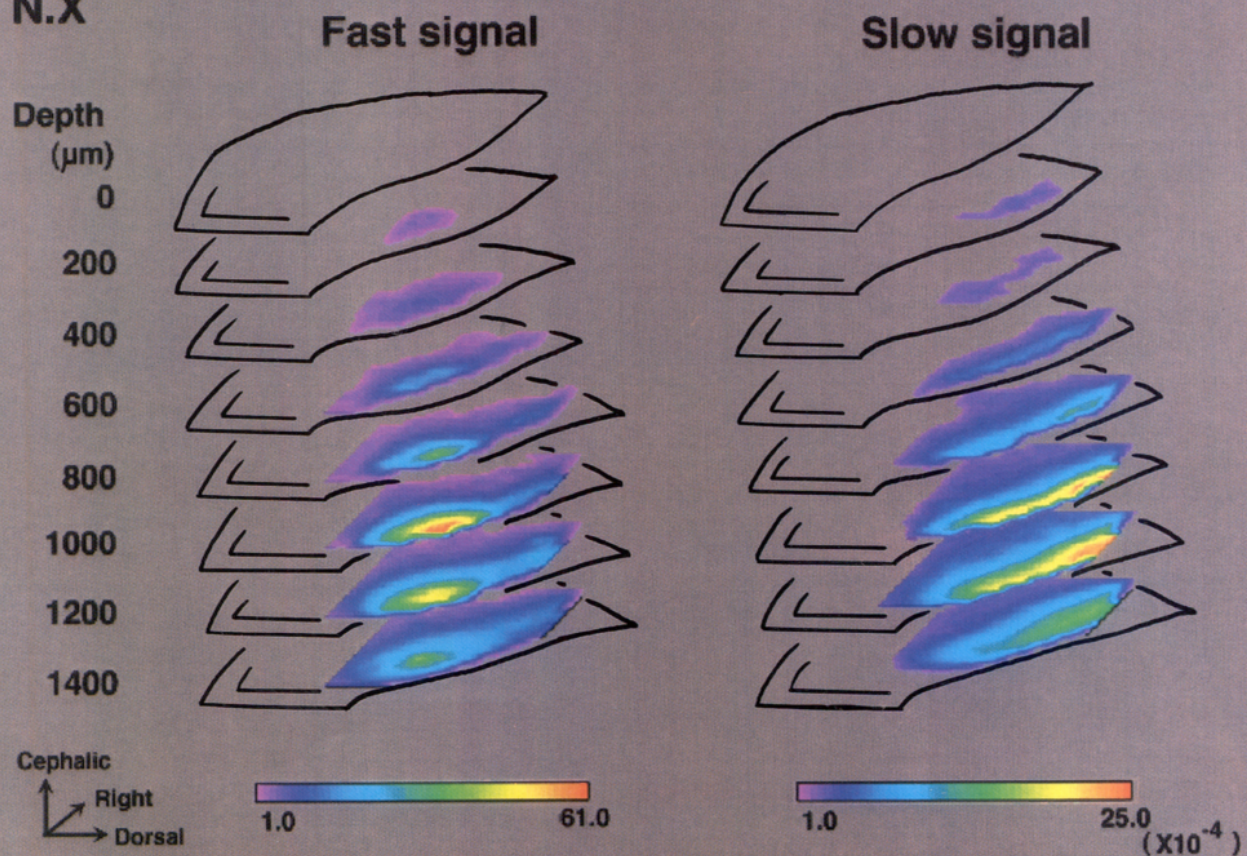 N.X
Fast signal
Slow signal
Depth
(µm)
0
200
400
600
800
1000
1200
1400
Cephalic
Right
Dorsal
1.0
61.0
1.0
25.0
(X10⁻⁴)